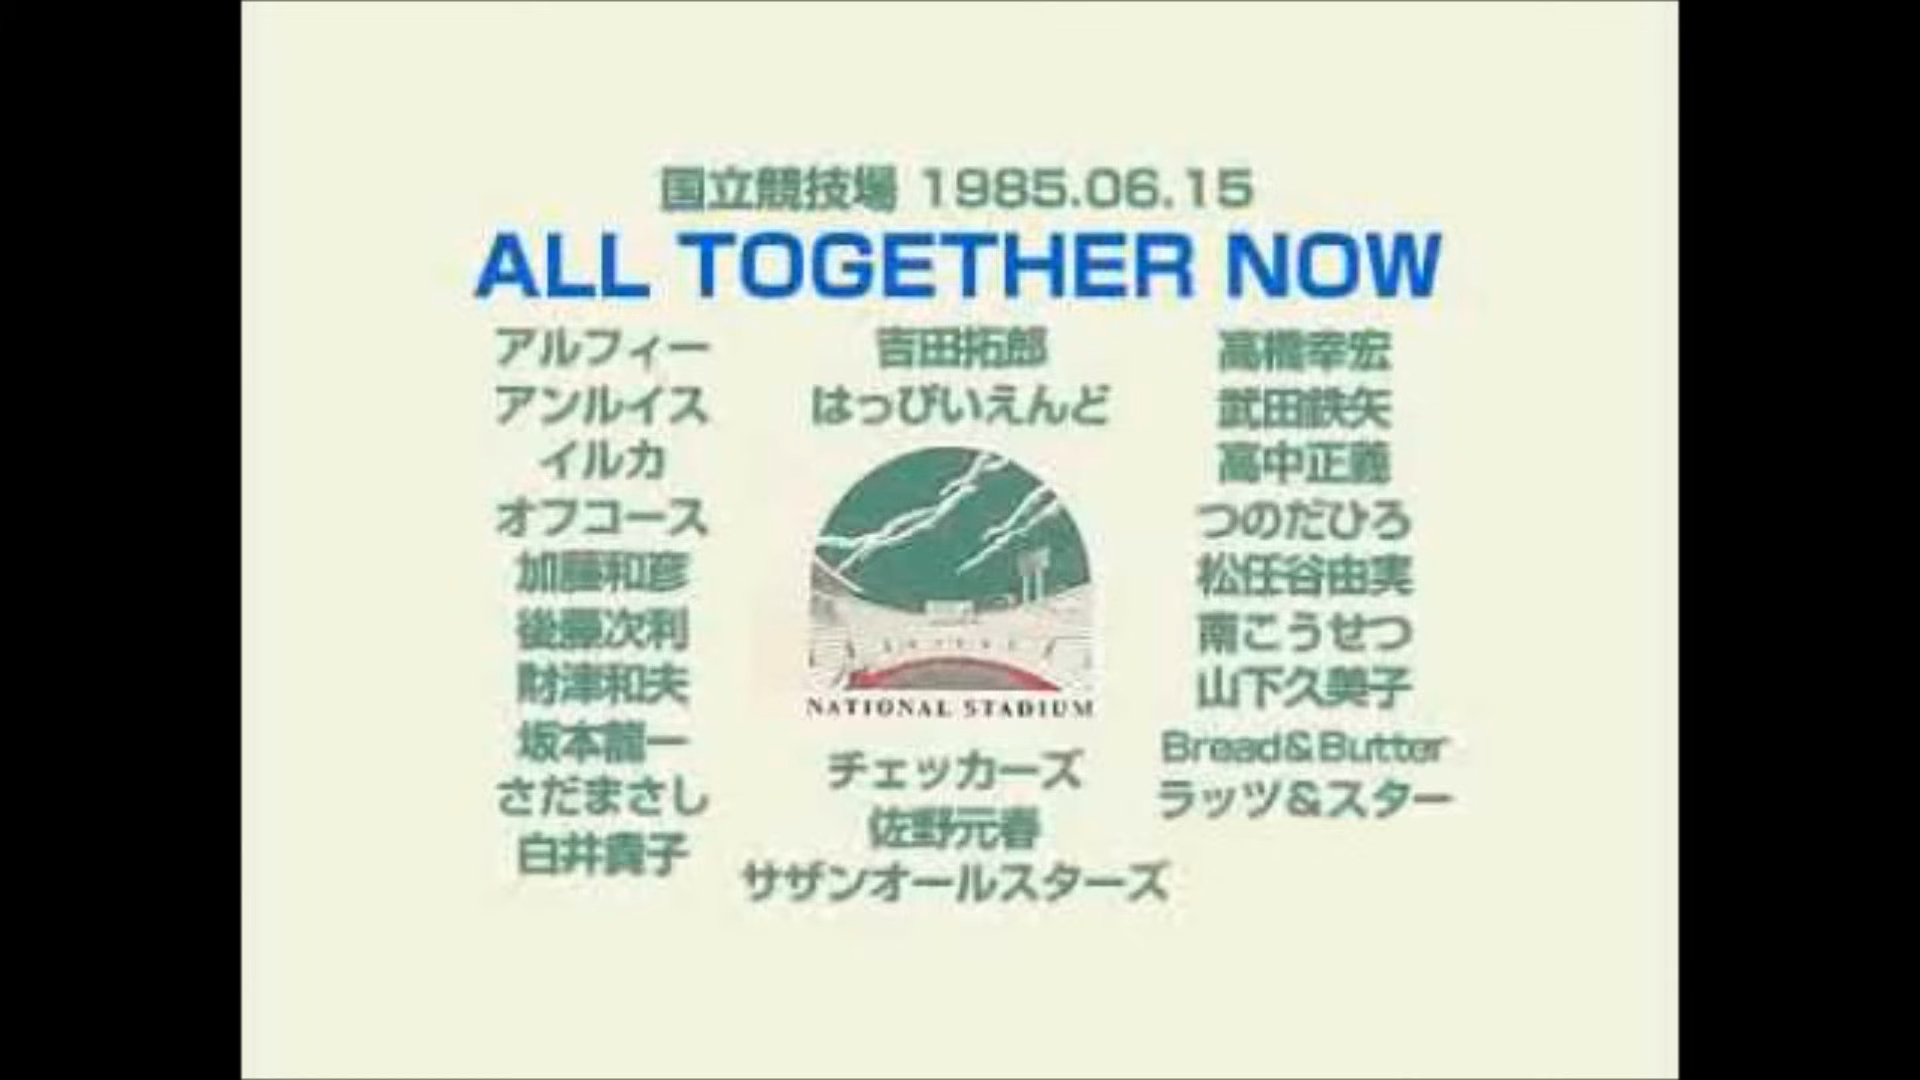 国立競技場 1985.06.15
ALL TOGETHER NOW
アルフィー
アンルイス
イルカ
オフコース
加藤和彦
後藤次利
財津和夫
坂本龍一
さだまさし
白井貴子
吉田拓郎
はっぴいえんど
NATIONAL STADIUM
チェッカーズ
佐野元春
サザンオールスターズ
高橋幸宏
武田鉄矢
高中正義
つのだひろ
松任谷由実
南こうせつ
山下久美子
Bread&Butter
ラッツ&スター